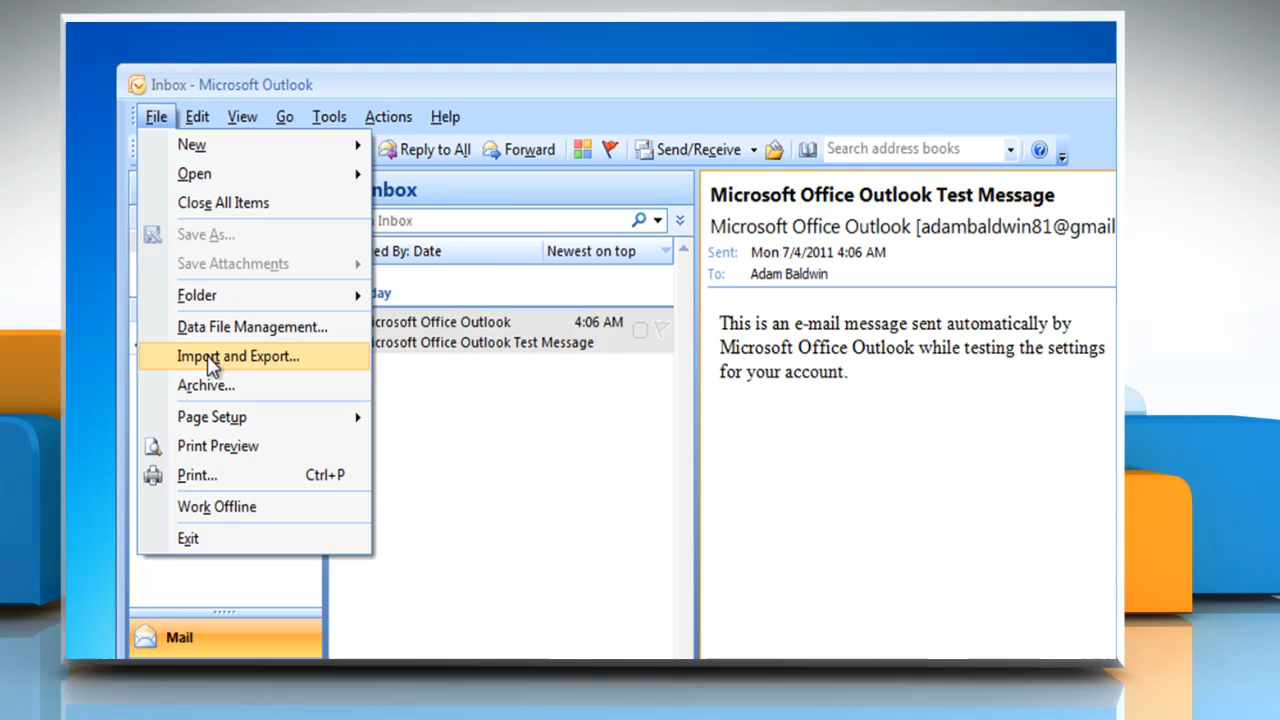 Inbox - Microsoft Outlook
File Edit View Go Tools Actions Help
Reply to All Forward Send/Receive Search address books
New
Open
Close All Items
Save As...
Save Attachments
Folder
Data File Management...
Import and Export...
Archive...
Page Setup
Print Preview
Print... Ctrl+P
Work Offline
Exit
Mail
nbox
Inbox
ed By: Date Newest on top
day
icrosoft Office Outlook 4:06 AM
icrosoft Office Outlook Test Message
Microsoft Office Outlook Test Message
Microsoft Office Outlook [adambaldwin81@gmail
Sent: Mon 7/4/2011 4:06 AM
To: Adam Baldwin
This is an e-mail message sent automatically by
Microsoft Office Outlook while testing the settings
for your account.